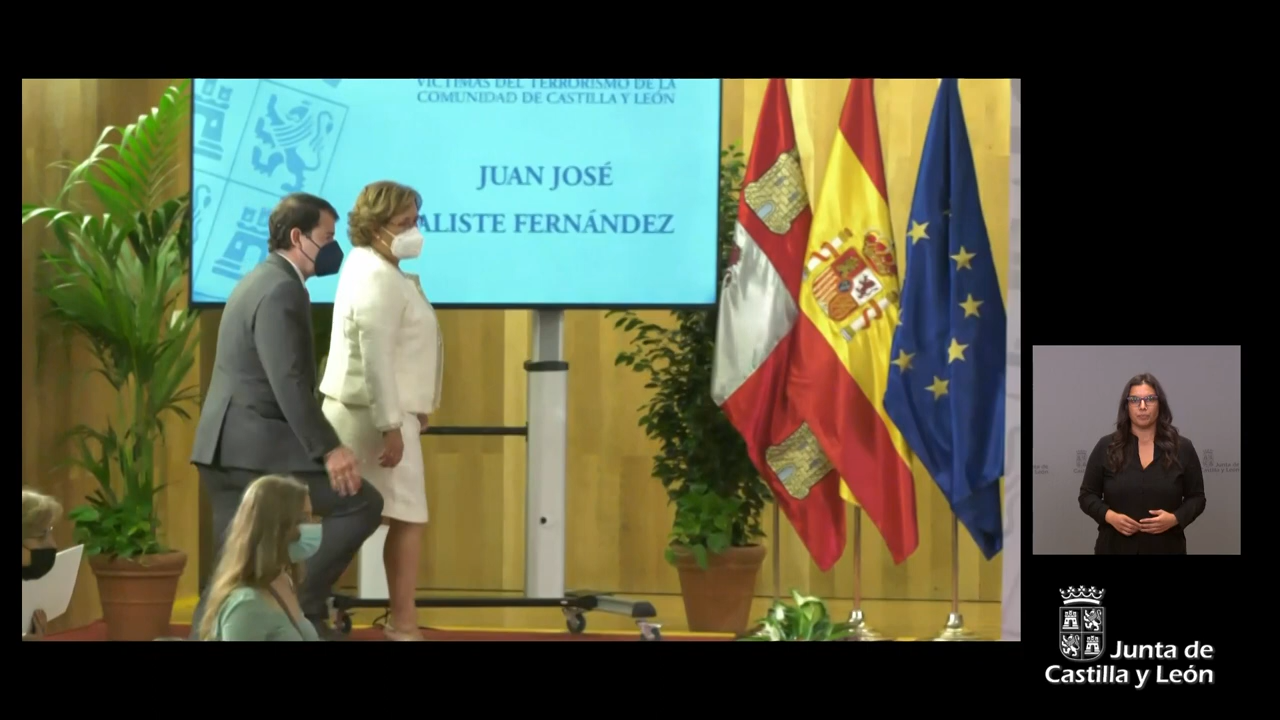 VÍCTIMAS DEL TERRORISMO DE LA
COMUNIDAD DE CASTILLA Y LEÓN
JUAN JOSÉ
ALISTE FERNÁNDEZ
Junta de
Castilla y León